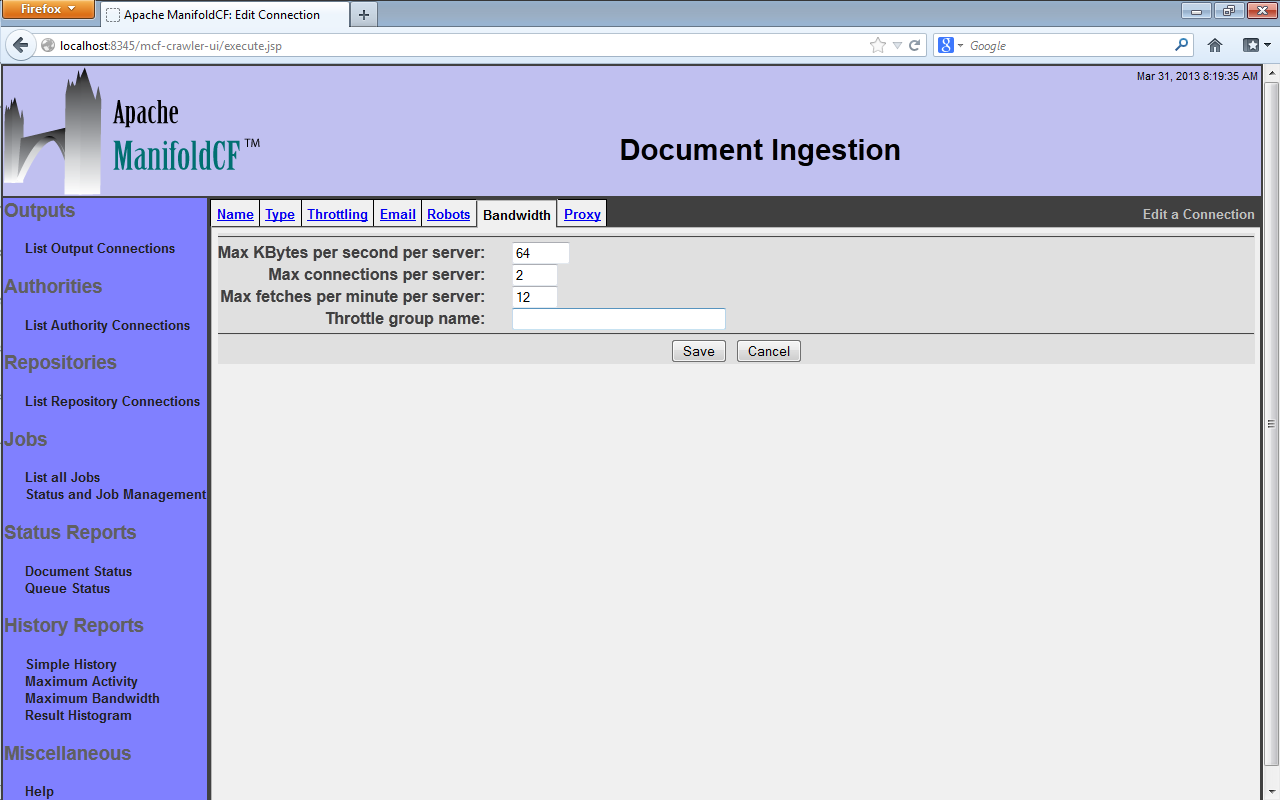 Firefox
Apache ManifoldCF: Edit Connection
localhost:8345/mcf-crawler-ui/execute.jsp
Google
Mar 31, 2013 8:19:35 AM
Apache
ManifoldCF™
Document Ingestion
Outputs
List Output Connections
Authorities
List Authority Connections
Repositories
List Repository Connections
Jobs
List all Jobs
Status and Job Management
Status Reports
Document Status
Queue Status
History Reports
Simple History
Maximum Activity
Maximum Bandwidth
Result Histogram
Miscellaneous
Help
Name Type Throttling Email Robots Bandwidth Proxy Edit a Connection
Max KBytes per second per server: 64
Max connections per server: 2
Max fetches per minute per server: 12
Throttle group name:
Save Cancel